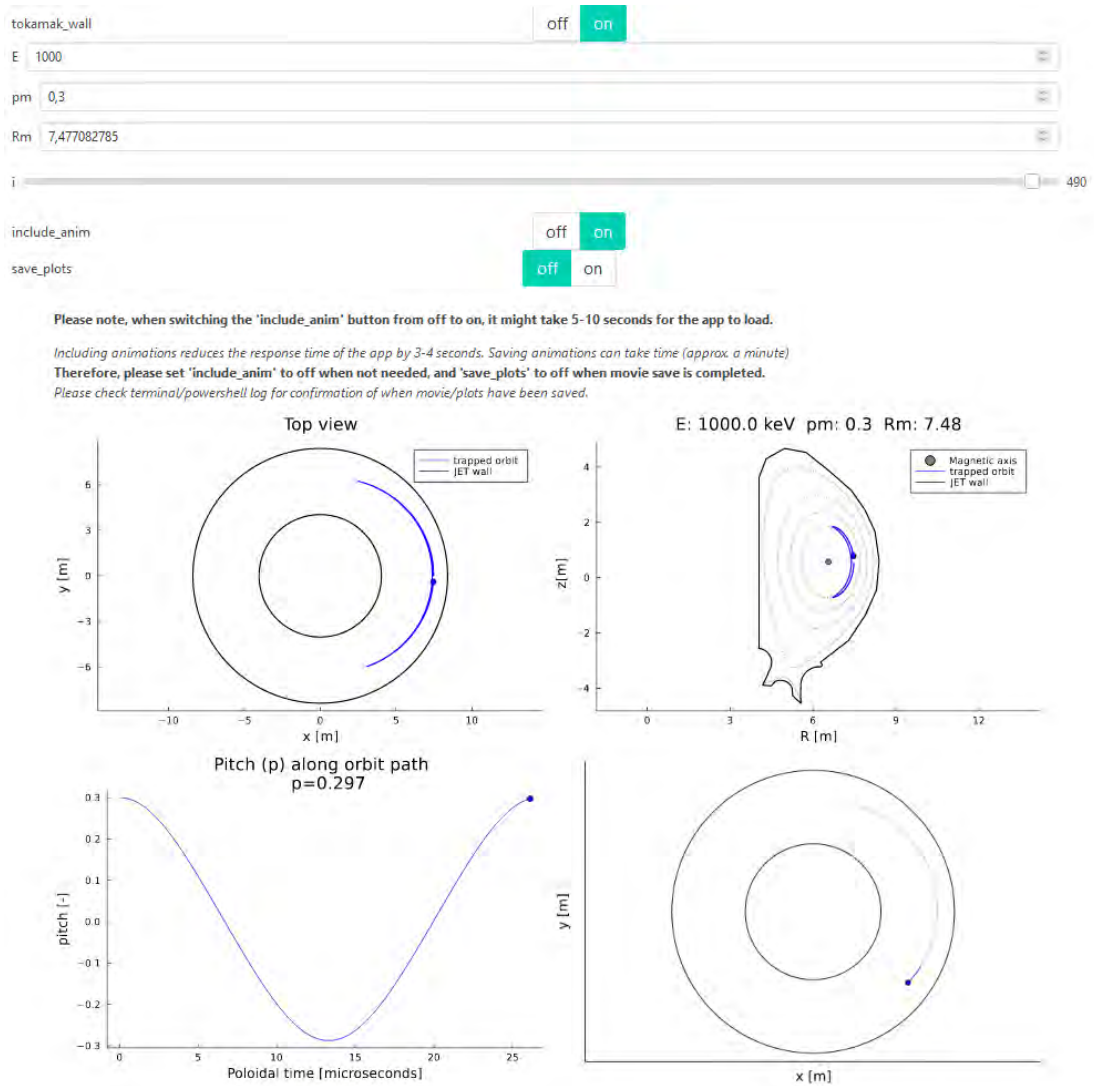 tokamak_wall off on
E 1000
pm 0,3
Rm 7,477082785
i 490
include_anim off on
save_plots off on
Please note, when switching the 'include_anim' button from off to on, it might take 5-10 seconds for the app to load.
Including animations reduces the response time of the app by 3-4 seconds. Saving animations can take time (approx. a minute)
Therefore, please set 'include_anim' to off when not needed, and 'save_plots' to off when movie save is completed.
Please check terminal/powershell log for confirmation of when movie/plots have been saved.
Top view
trapped orbit
JET wall
6
3
0
−3
−6
y [m]
−10 −5 0 5 10
x [m]
E: 1000.0 keV pm: 0.3 Rm: 7.48
Magnetic axis
trapped orbit
JET wall
4
2
0
−2
−4
z[m]
0 3 6 9 12
R [m]
Pitch (p) along orbit path
p=0.297
0.3
0.2
0.1
0.0
−0.1
−0.2
−0.3
pitch [-]
0 5 10 15 20 25
Poloidal time [microseconds]
y [m]
x [m]